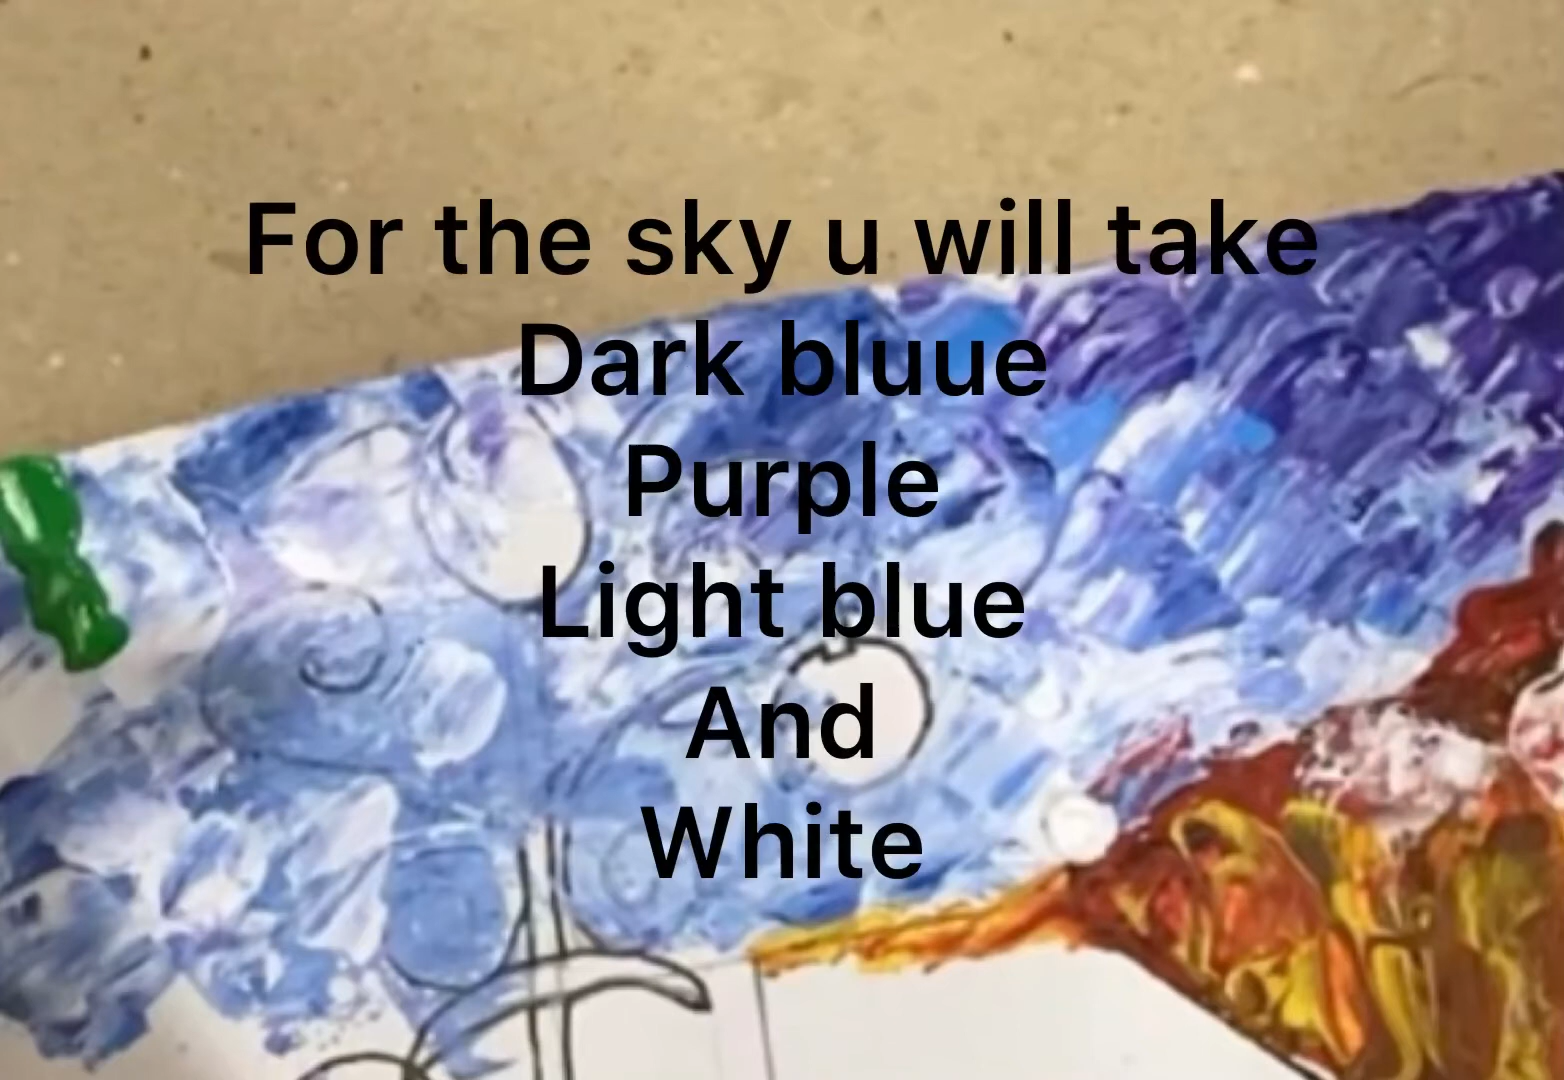 For the sky u will take
Dark bluue
Purple
Light blue
And
White